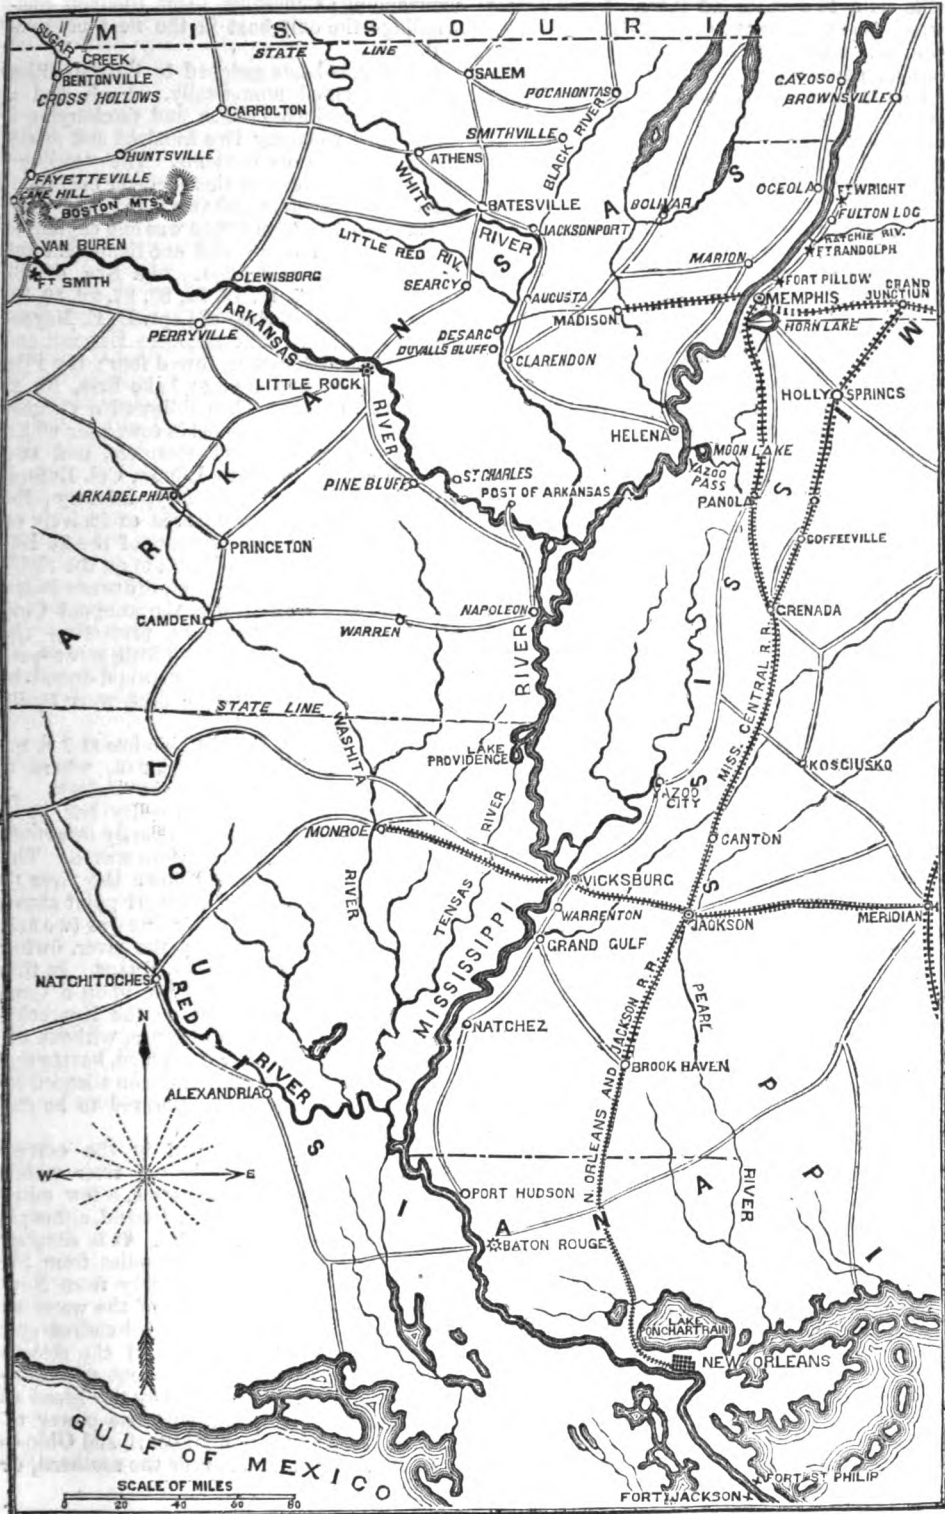 MISSOURI
STATE LINE
SUGAR CREEK
BENTONVILLE
CROSS HOLLOWS
SALEM
POCAHONTAS
CAYOSO
BROWNSVILLE
CARROLTON
SMITHVILLE
BLACK RIVER
HUNTSVILLE
ATHENS
FAYETTEVILLE
CANE HILL
BOSTON MTS.
WHITE RIVER
BATESVILLE
BOLIVAR
OCEOLA
FT WRIGHT
FULTON LOG
JACKSONPORT
HATCHIE RIV.
FT RANDOLPH
VAN BUREN
LITTLE RED RIV.
MARION
FT SMITH
LEWISBORG
SEARCY
FORT PILLOW
GRAND JUNCTION
AUGUSTA
MEMPHIS
ARKANSAS
PERRYVILLE
MADISON
DESARC
HORN LAKE
DUVALLS BLUFF
CLARENDON
LITTLE ROCK
HOLLY SPRINGS
RIVER
HELENA
MOON LAKE
YAZOO PASS
ST CHARLES
PINE BLUFF
POST OF ARKANSAS
PANOLA
ARKADELPHIA
PRINCETON
COFFEEVILLE
CAMDEN
WARREN
NAPOLEON
GRENADA
RIVER
ARKANSAS
STATE LINE
WASHITA
LAKE PROVIDENCE
MISS. CENTRAL R.R.
KOSCIUSKO
YAZOO CITY
RIVER
MONROE
CANTON
TENSAS
RIVER
VICKSBURG
WARRENTON
JACKSON
MERIDIAN
GRAND GULF
NATCHITOCHES
RED RIVER
MISSISSIPPI
NATCHEZ
PEARL
N
N. ORLEANS AND JACKSON R.R.
BROOK HAVEN
ALEXANDRIA
W
E
PORT HUDSON
RIVER
BATON ROUGE
LOUISIANA
MISSISSIPPI
LAKE PONCHARTRAIN
NEW ORLEANS
GULF OF MEXICO
FORT ST PHILIP
FORT JACKSON
SCALE OF MILES
0 20 40 60 80